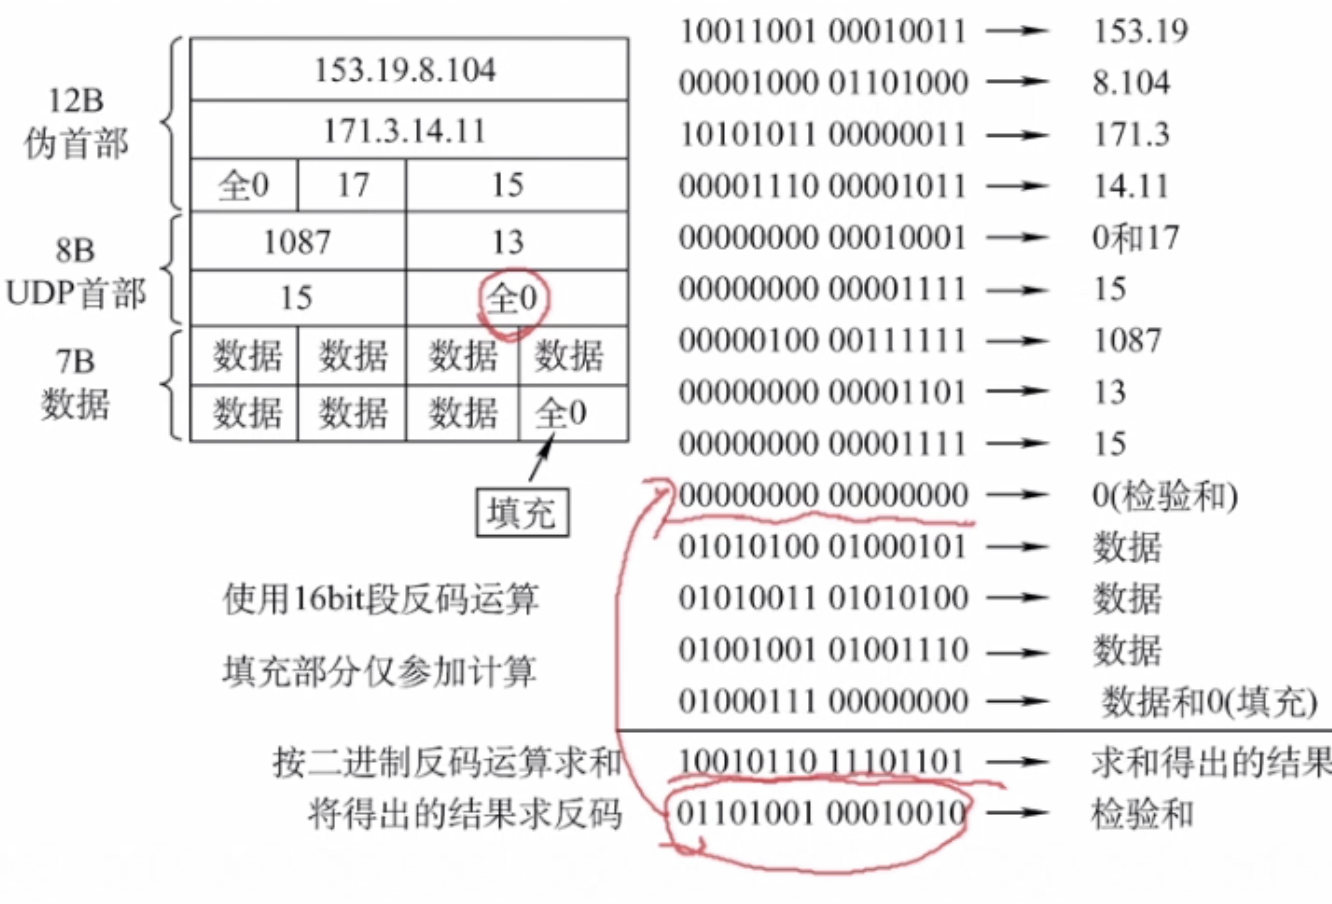 12B
伪首部
153.19.8.104
171.3.14.11
全0 17 15
8B
UDP首部
1087 13
15 全0
7B
数据
数据 数据 数据 数据
数据 数据 数据 全0
填充
使用16bit段反码运算
填充部分仅参加计算
10011001 00010011 → 153.19
00001000 01101000 → 8.104
10101011 00000011 → 171.3
00001110 00001011 → 14.11
00000000 00010001 → 0和17
00000000 00001111 → 15
00000100 00111111 → 1087
00000000 00001101 → 13
00000000 00001111 → 15
00000000 00000000 → 0(检验和)
01010100 01000101 → 数据
01010011 01010100 → 数据
01001001 01001110 → 数据
01000111 00000000 → 数据和0(填充)
按二进制反码运算求和 10010110 11101101 → 求和得出的结果
将得出的结果求反码 01101001 00010010 → 检验和